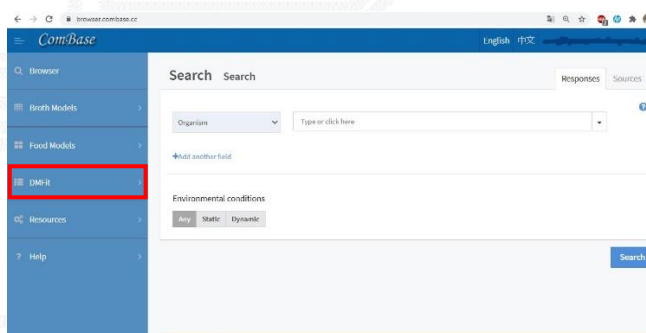 browser.combase.cc
ComBase
English 中文
Browser
Search Search
Responses Sources
Broth Models
Organism
Type or click here
Food Models
+Add another field
DMFit
Environmental conditions
Any Static Dynamic
Resources
Help
Search